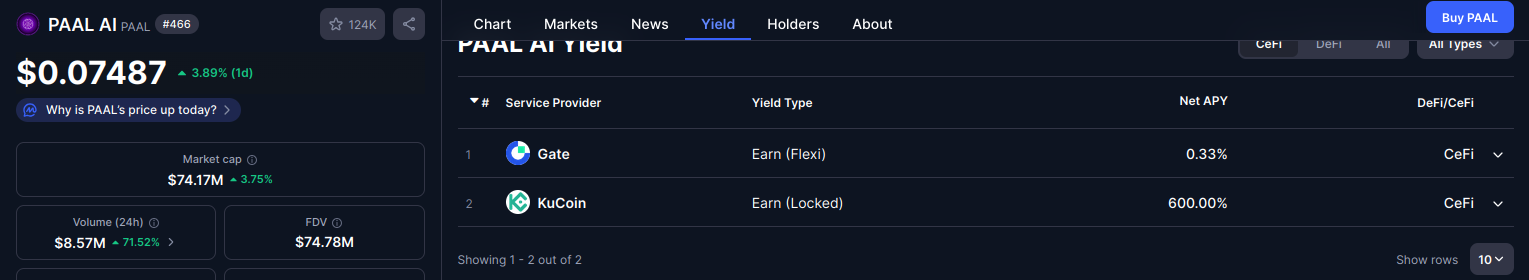 PAAL AI PAAL #466 124K
$0.07487 3.89% (1d)
Why is PAAL's price up today?
Market cap
$74.17M 3.75%
Volume (24h) FDV
$8.57M 71.52% $74.78M
Chart Markets News Yield Holders About Buy PAAL
PAAL AI Yield CeFi DeFi All All Types
# Service Provider Yield Type Net APY DeFi/CeFi
1 Gate Earn (Flexi) 0.33% CeFi
2 KuCoin Earn (Locked) 600.00% CeFi
Showing 1 - 2 out of 2 Show rows 10